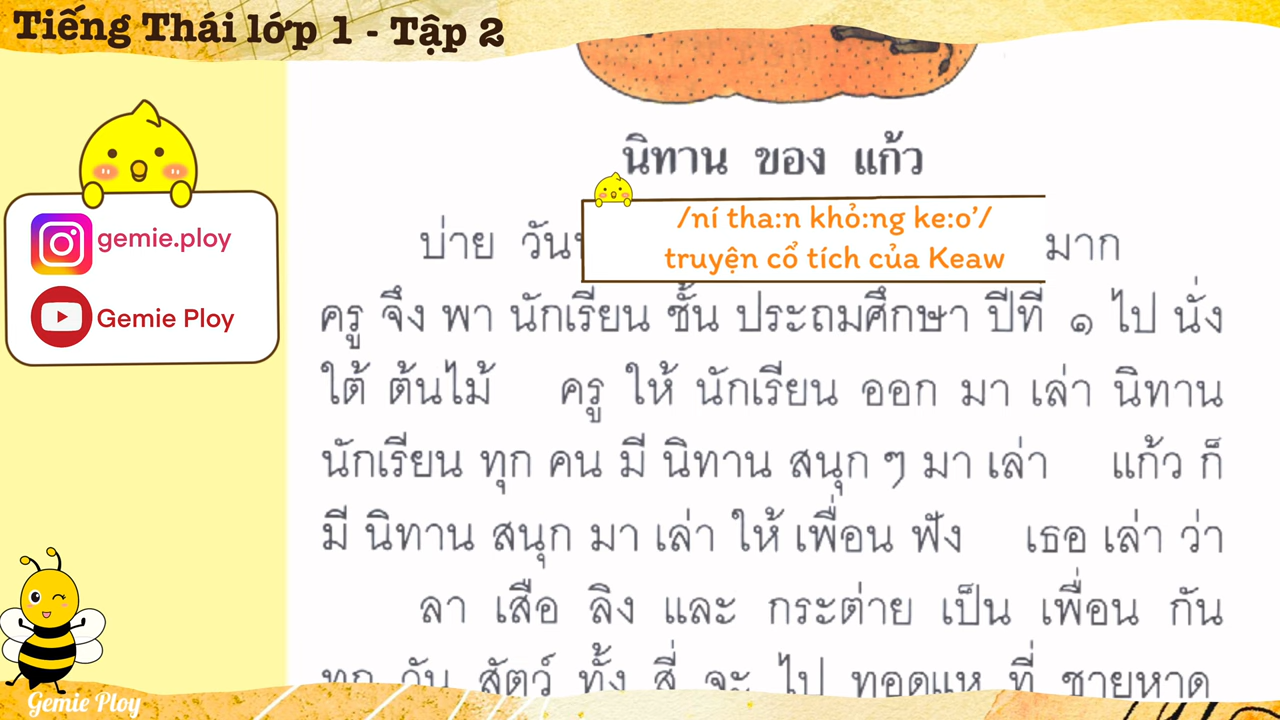 Tiếng Thái lớp 1 - Tập 2
gemie.ploy
Gemie Ploy
นิทาน ของ แก้ว
/ní tha:n khỏ:ng ke:o’/
truyện cổ tích của Keaw
บ่าย มาก
ครู จึง พา นักเรียน ชั้น ประถมศึกษา ปีที่ ๑ ไป นั่ง
ใต้ ต้นไม้ ครู ให้ นักเรียน ออก มา เล่า นิทาน
นักเรียน ทุก คน มี นิทาน สนุก ๆ มา เล่า แก้ว ก็
มี นิทาน สนุก มา เล่า ให้ เพื่อน ฟัง เธอ เล่า ว่า
ลา เสือ ลิง และ กระต่าย เป็น เพื่อน กัน
ทุก วัน สัตว์ ทั้ง สี่ จะ ไป ทอดแห ที่ ชายหาด
Gemie Ploy